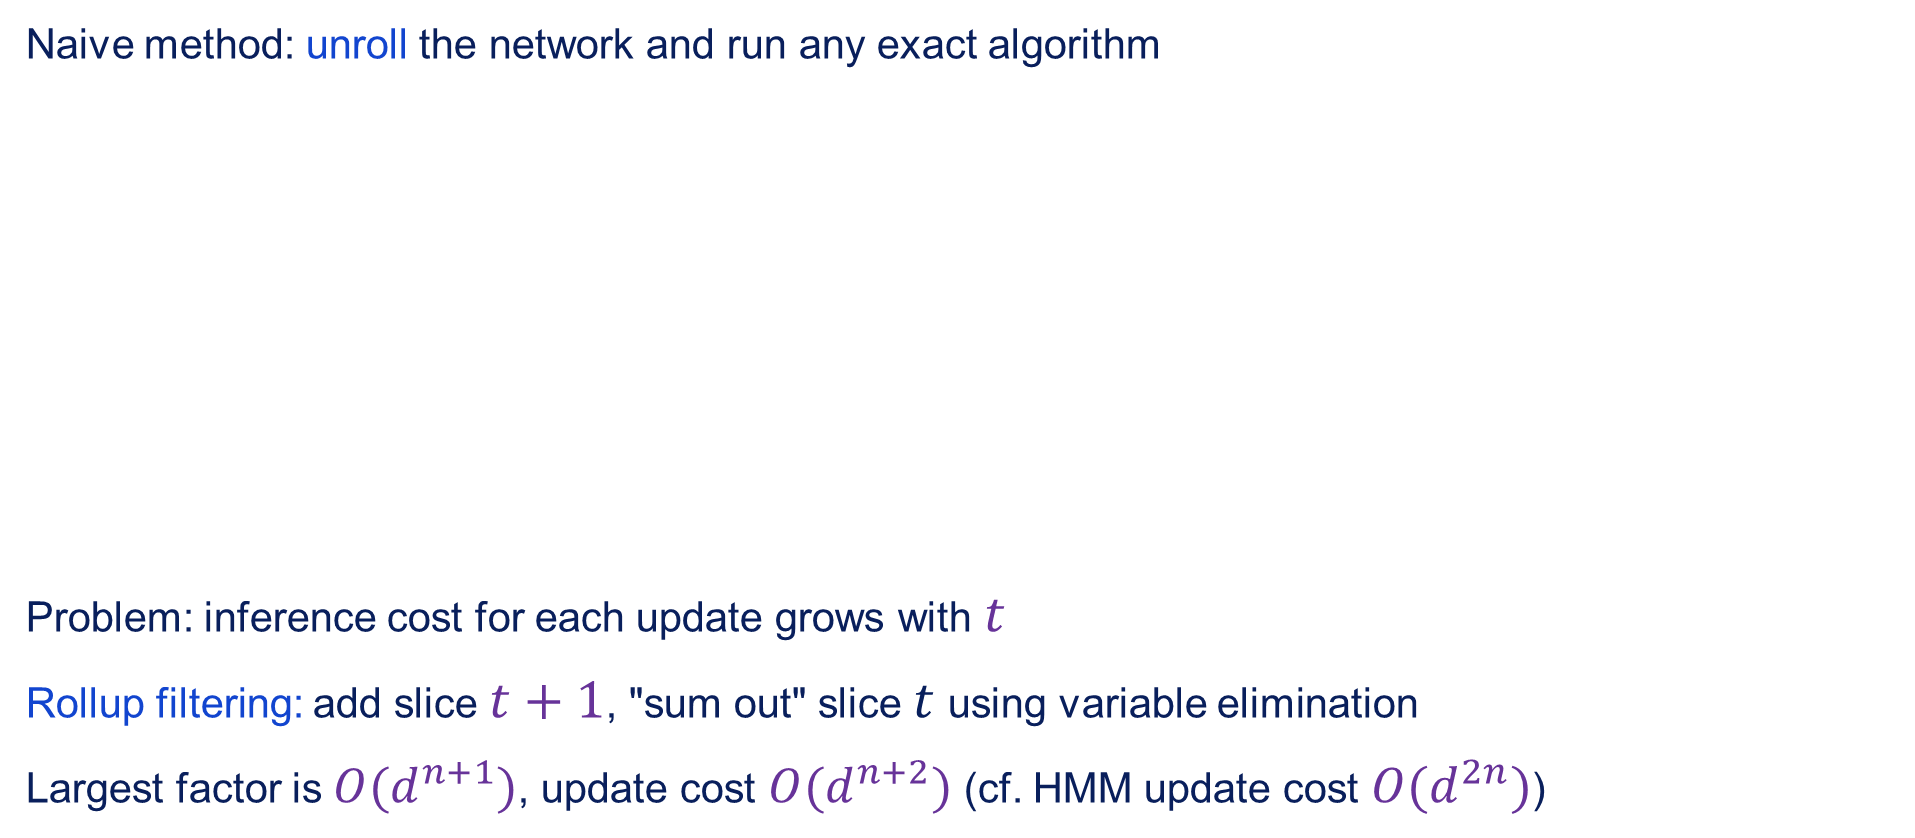 Naive method: unroll the network and run any exact algorithm
Problem: inference cost for each update grows with t
Rollup filtering: add slice t + 1, "sum out" slice t using variable elimination
Largest factor is O(d^{n+1}), update cost O(d^{n+2}) (cf. HMM update cost O(d^{2n}))